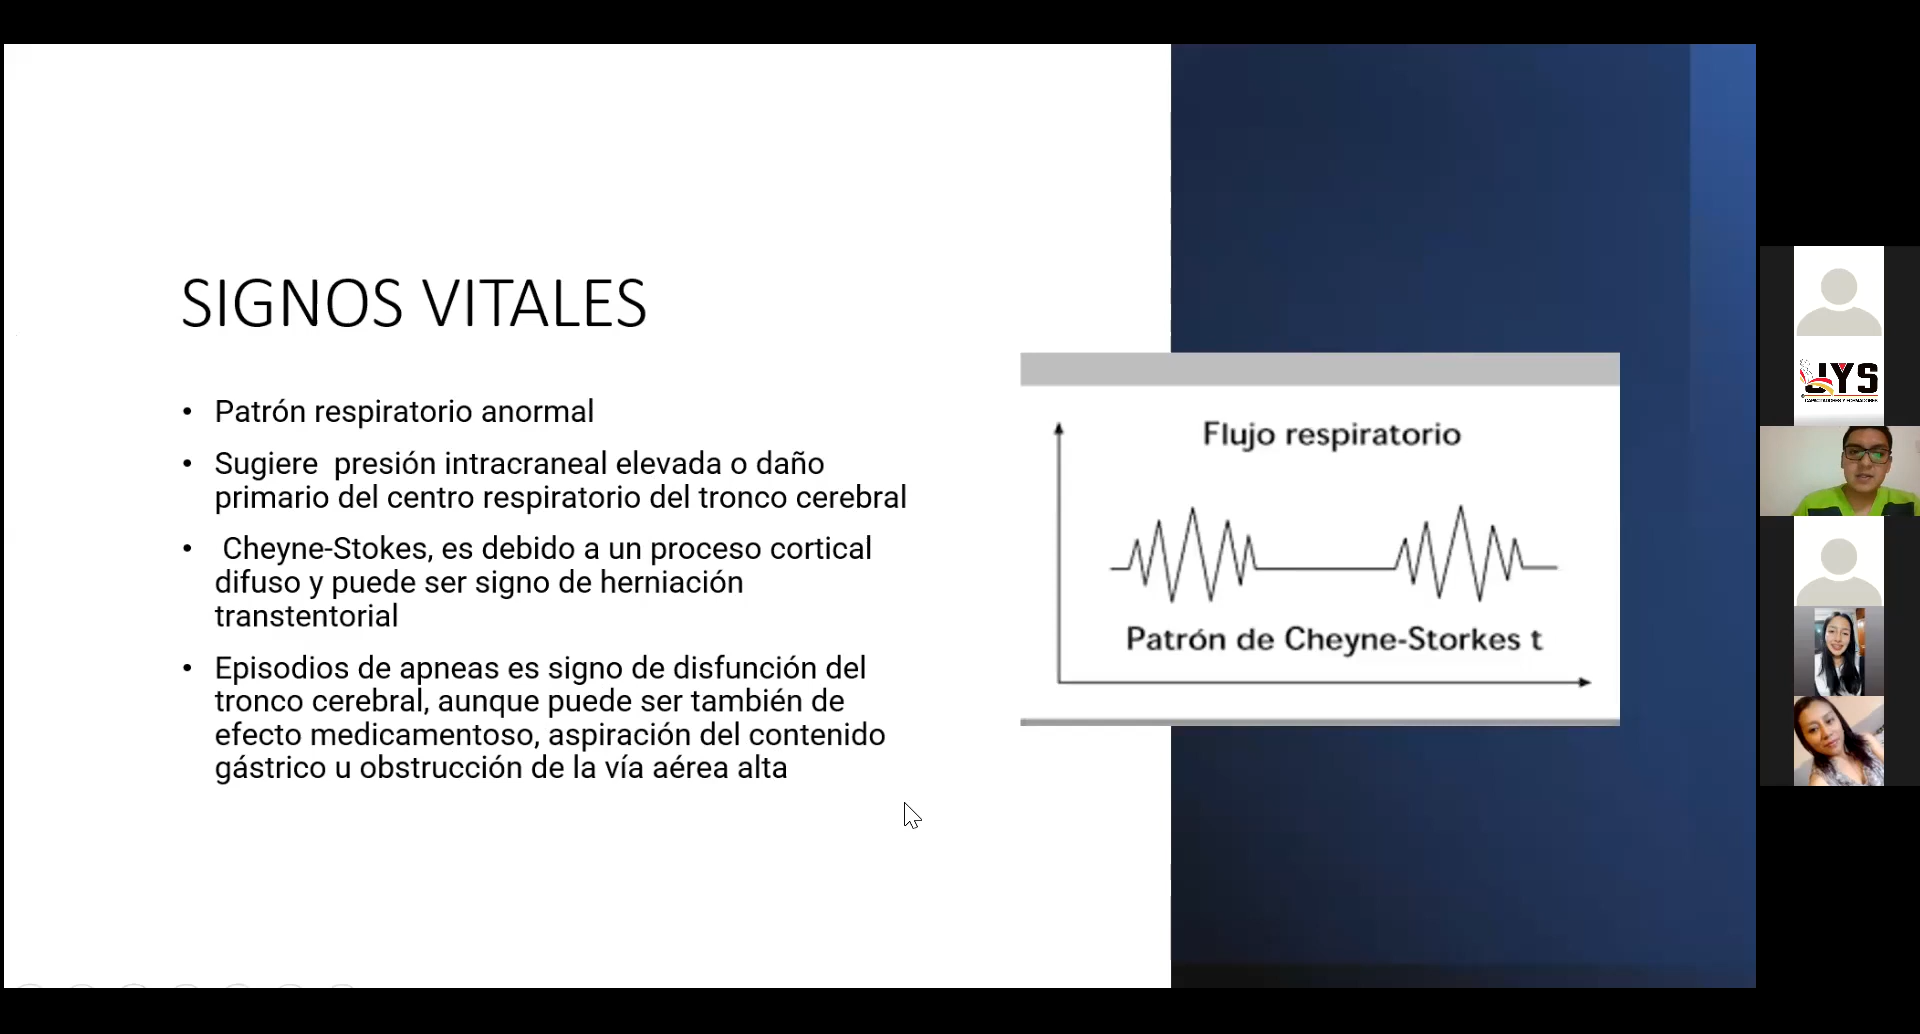 SIGNOS VITALES
• Patrón respiratorio anormal
• Sugiere  presión intracraneal elevada o daño
primario del centro respiratorio del tronco cerebral
•  Cheyne-Stokes, es debido a un proceso cortical
difuso y puede ser signo de herniación
transtentorial
• Episodios de apneas es signo de disfunción del
tronco cerebral, aunque puede ser también de
efecto medicamentoso, aspiración del contenido
gástrico u obstrucción de la vía aérea alta
Flujo respiratorio
Patrón de Cheyne-Storkes t
JYS
CAPACITADORES Y FORMADORES